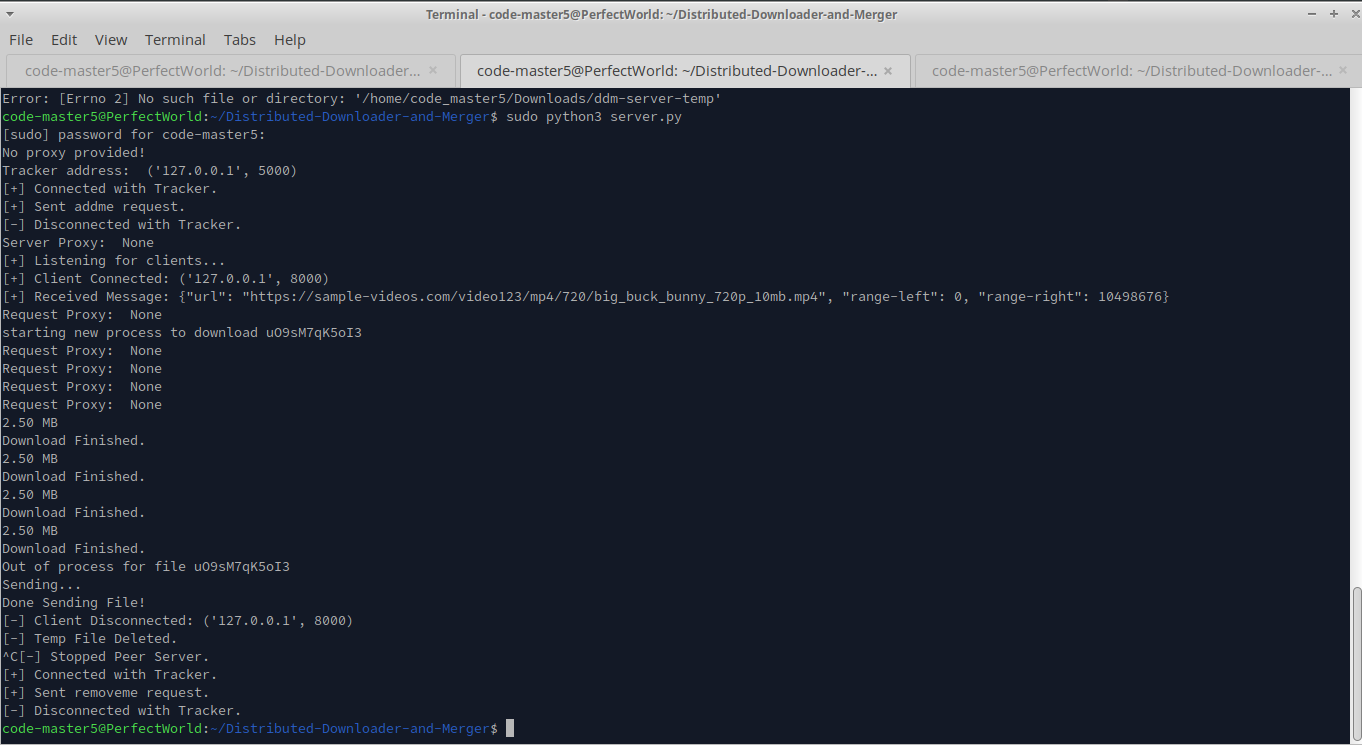 Terminal - code-master5@PerfectWorld: ~/Distributed-Downloader-and-Merger
File Edit View Terminal Tabs Help
code-master5@PerfectWorld: ~/Distributed-Downloader... × code-master5@PerfectWorld: ~/Distributed-Downloader-... × code-master5@PerfectWorld: ~/Distributed-Downloader-... ×
Error: [Errno 2] No such file or directory: '/home/code_master5/Downloads/ddm-server-temp'
code-master5@PerfectWorld:~/Distributed-Downloader-and-Merger$ sudo python3 server.py
[sudo] password for code-master5:
No proxy provided!
Tracker address:  ('127.0.0.1', 5000)
[+] Connected with Tracker.
[+] Sent addme request.
[-] Disconnected with Tracker.
Server Proxy:  None
[+] Listening for clients...
[+] Client Connected: ('127.0.0.1', 8000)
[+] Received Message: {"url": "https://sample-videos.com/video123/mp4/720/big_buck_bunny_720p_10mb.mp4", "range-left": 0, "range-right": 10498676}
Request Proxy:  None
starting new process to download uO9sM7qK5oI3
Request Proxy:  None
Request Proxy:  None
Request Proxy:  None
Request Proxy:  None
2.50 MB
Download Finished.
2.50 MB
Download Finished.
2.50 MB
Download Finished.
2.50 MB
Download Finished.
Out of process for file uO9sM7qK5oI3
Sending...
Done Sending File!
[-] Client Disconnected: ('127.0.0.1', 8000)
[-] Temp File Deleted.
^C[-] Stopped Peer Server.
[+] Connected with Tracker.
[+] Sent removeme request.
[-] Disconnected with Tracker.
code-master5@PerfectWorld:~/Distributed-Downloader-and-Merger$